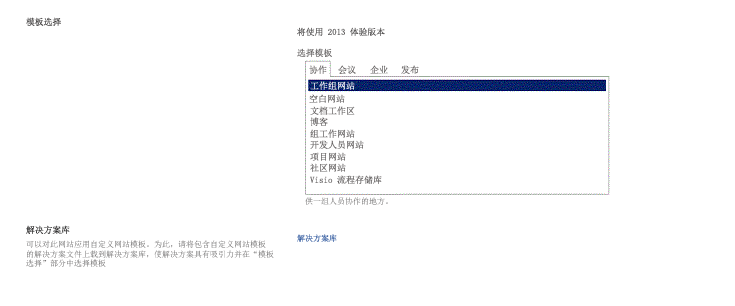 模板选择
将使用 2013 体验版本
选择模板
协作 会议 企业 发布
工作组网站
空白网站
文档工作区
博客
组工作网站
开发人员网站
项目网站
社区网站
Visio 流程存储库
供一组人员协作的地方。
解决方案库
可以对此网站应用自定义网站模板。为此，请将包含自定义网站模板
的解决方案文件上载到解决方案库，使解决方案具有吸引力并在“模板
选择”部分中选择模板
解决方案库